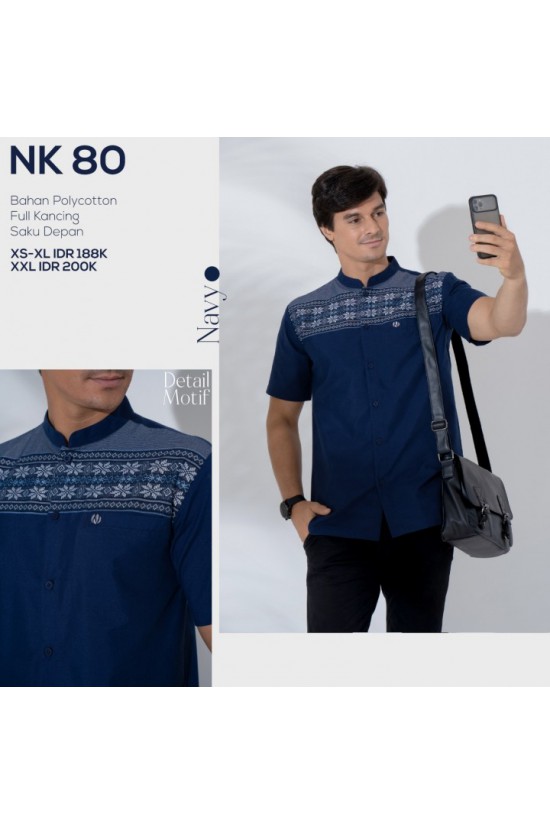 NK 80
Bahan Polycotton
Full Kancing
Saku Depan
XS-XL IDR 188K
XXL IDR 200K
Navy
Detail
Motif